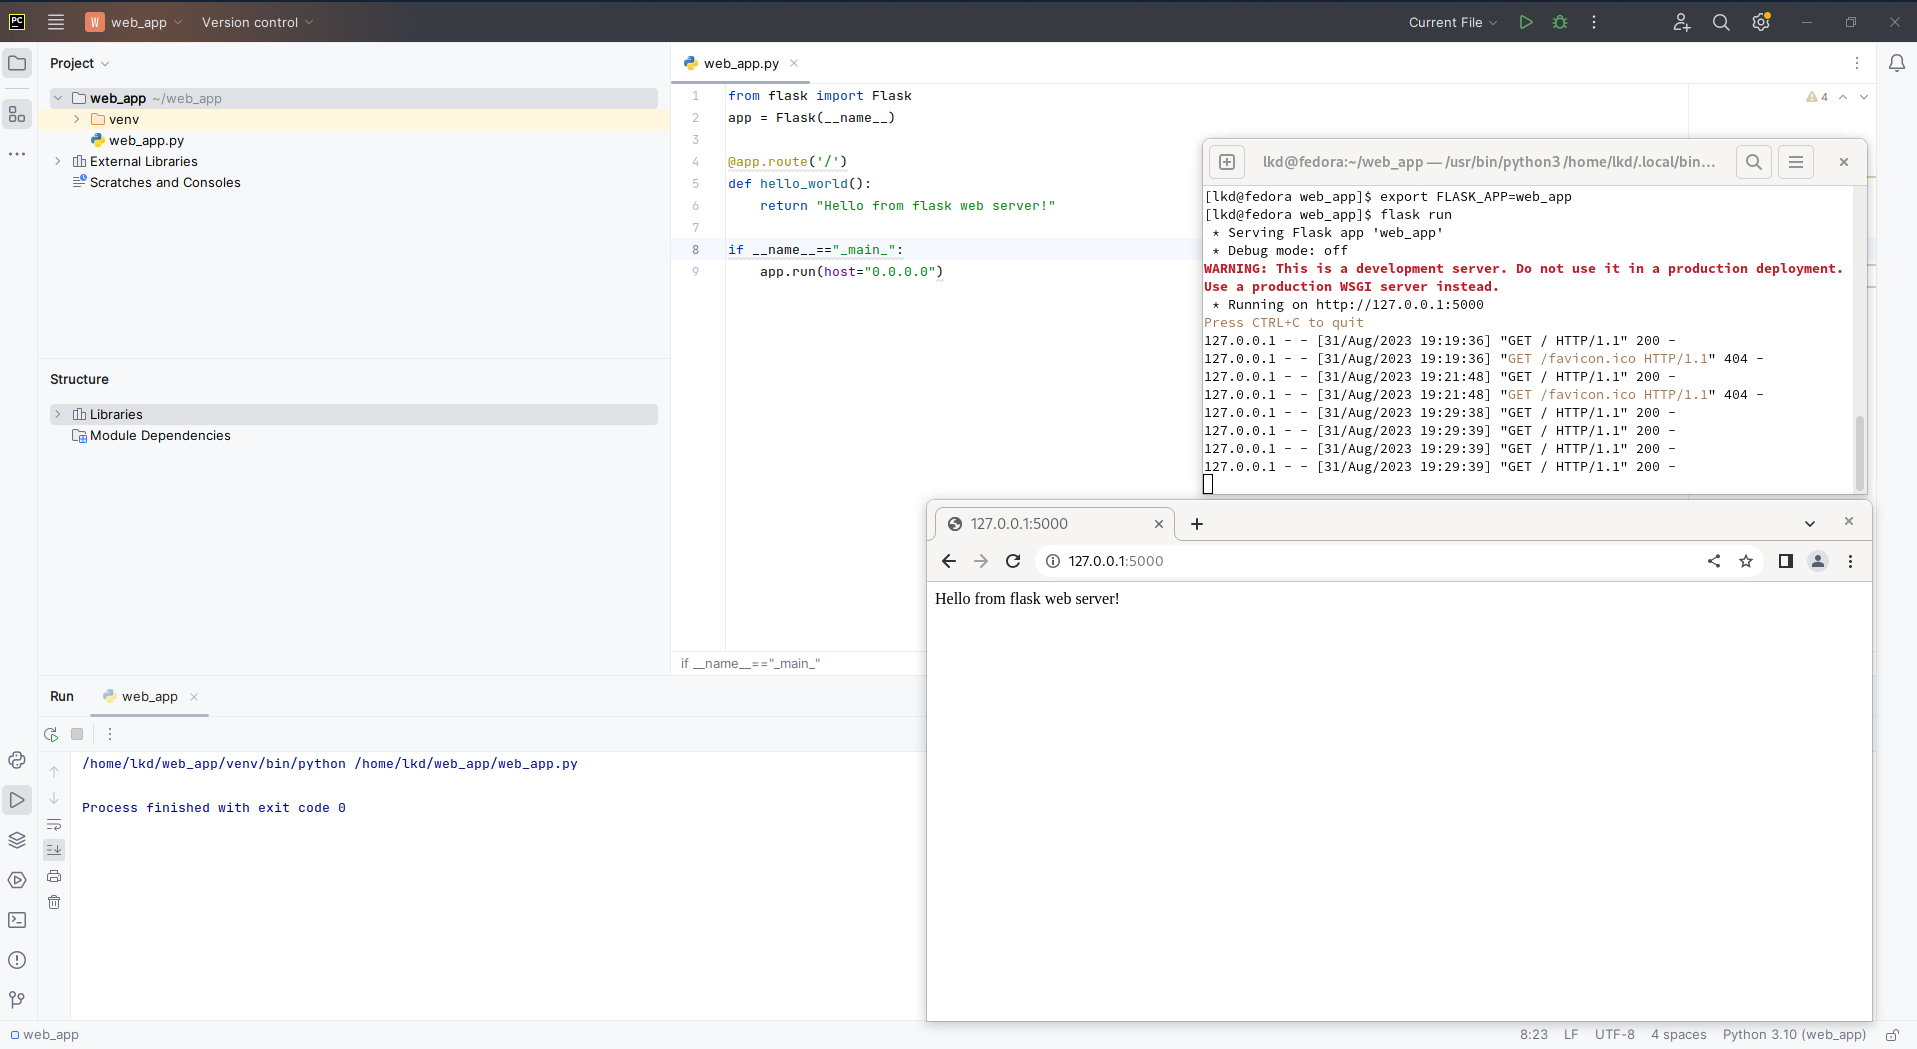 PC
W web_app
Version control
Current File
Project
web_app ~/web_app
venv
web_app.py
External Libraries
Scratches and Consoles
Structure
Libraries
Module Dependencies
web_app.py
4
1 from flask import Flask
2 app = Flask(__name__)
3
4 @app.route('/')
5 def hello_world():
6 return "Hello from flask web server!"
7
8 if __name__=="_main_":
9 app.run(host="0.0.0.0")
if __name__=="_main_"
lkd@fedora:~/web_app — /usr/bin/python3 /home/lkd/.local/bin...
[lkd@fedora web_app]$ export FLASK_APP=web_app
[lkd@fedora web_app]$ flask run
* Serving Flask app 'web_app'
* Debug mode: off
WARNING: This is a development server. Do not use it in a production deployment.
Use a production WSGI server instead.
* Running on http://127.0.0.1:5000
Press CTRL+C to quit
127.0.0.1 - - [31/Aug/2023 19:19:36] "GET / HTTP/1.1" 200 -
127.0.0.1 - - [31/Aug/2023 19:19:36] "GET /favicon.ico HTTP/1.1" 404 -
127.0.0.1 - - [31/Aug/2023 19:21:48] "GET / HTTP/1.1" 200 -
127.0.0.1 - - [31/Aug/2023 19:21:48] "GET /favicon.ico HTTP/1.1" 404 -
127.0.0.1 - - [31/Aug/2023 19:29:38] "GET / HTTP/1.1" 200 -
127.0.0.1 - - [31/Aug/2023 19:29:39] "GET / HTTP/1.1" 200 -
127.0.0.1 - - [31/Aug/2023 19:29:39] "GET / HTTP/1.1" 200 -
127.0.0.1 - - [31/Aug/2023 19:29:39] "GET / HTTP/1.1" 200 -
127.0.0.1:5000
127.0.0.1:5000
Hello from flask web server!
Run
web_app
/home/lkd/web_app/venv/bin/python /home/lkd/web_app/web_app.py
Process finished with exit code 0
web_app
8:23 LF UTF-8 4 spaces Python 3.10 (web_app)